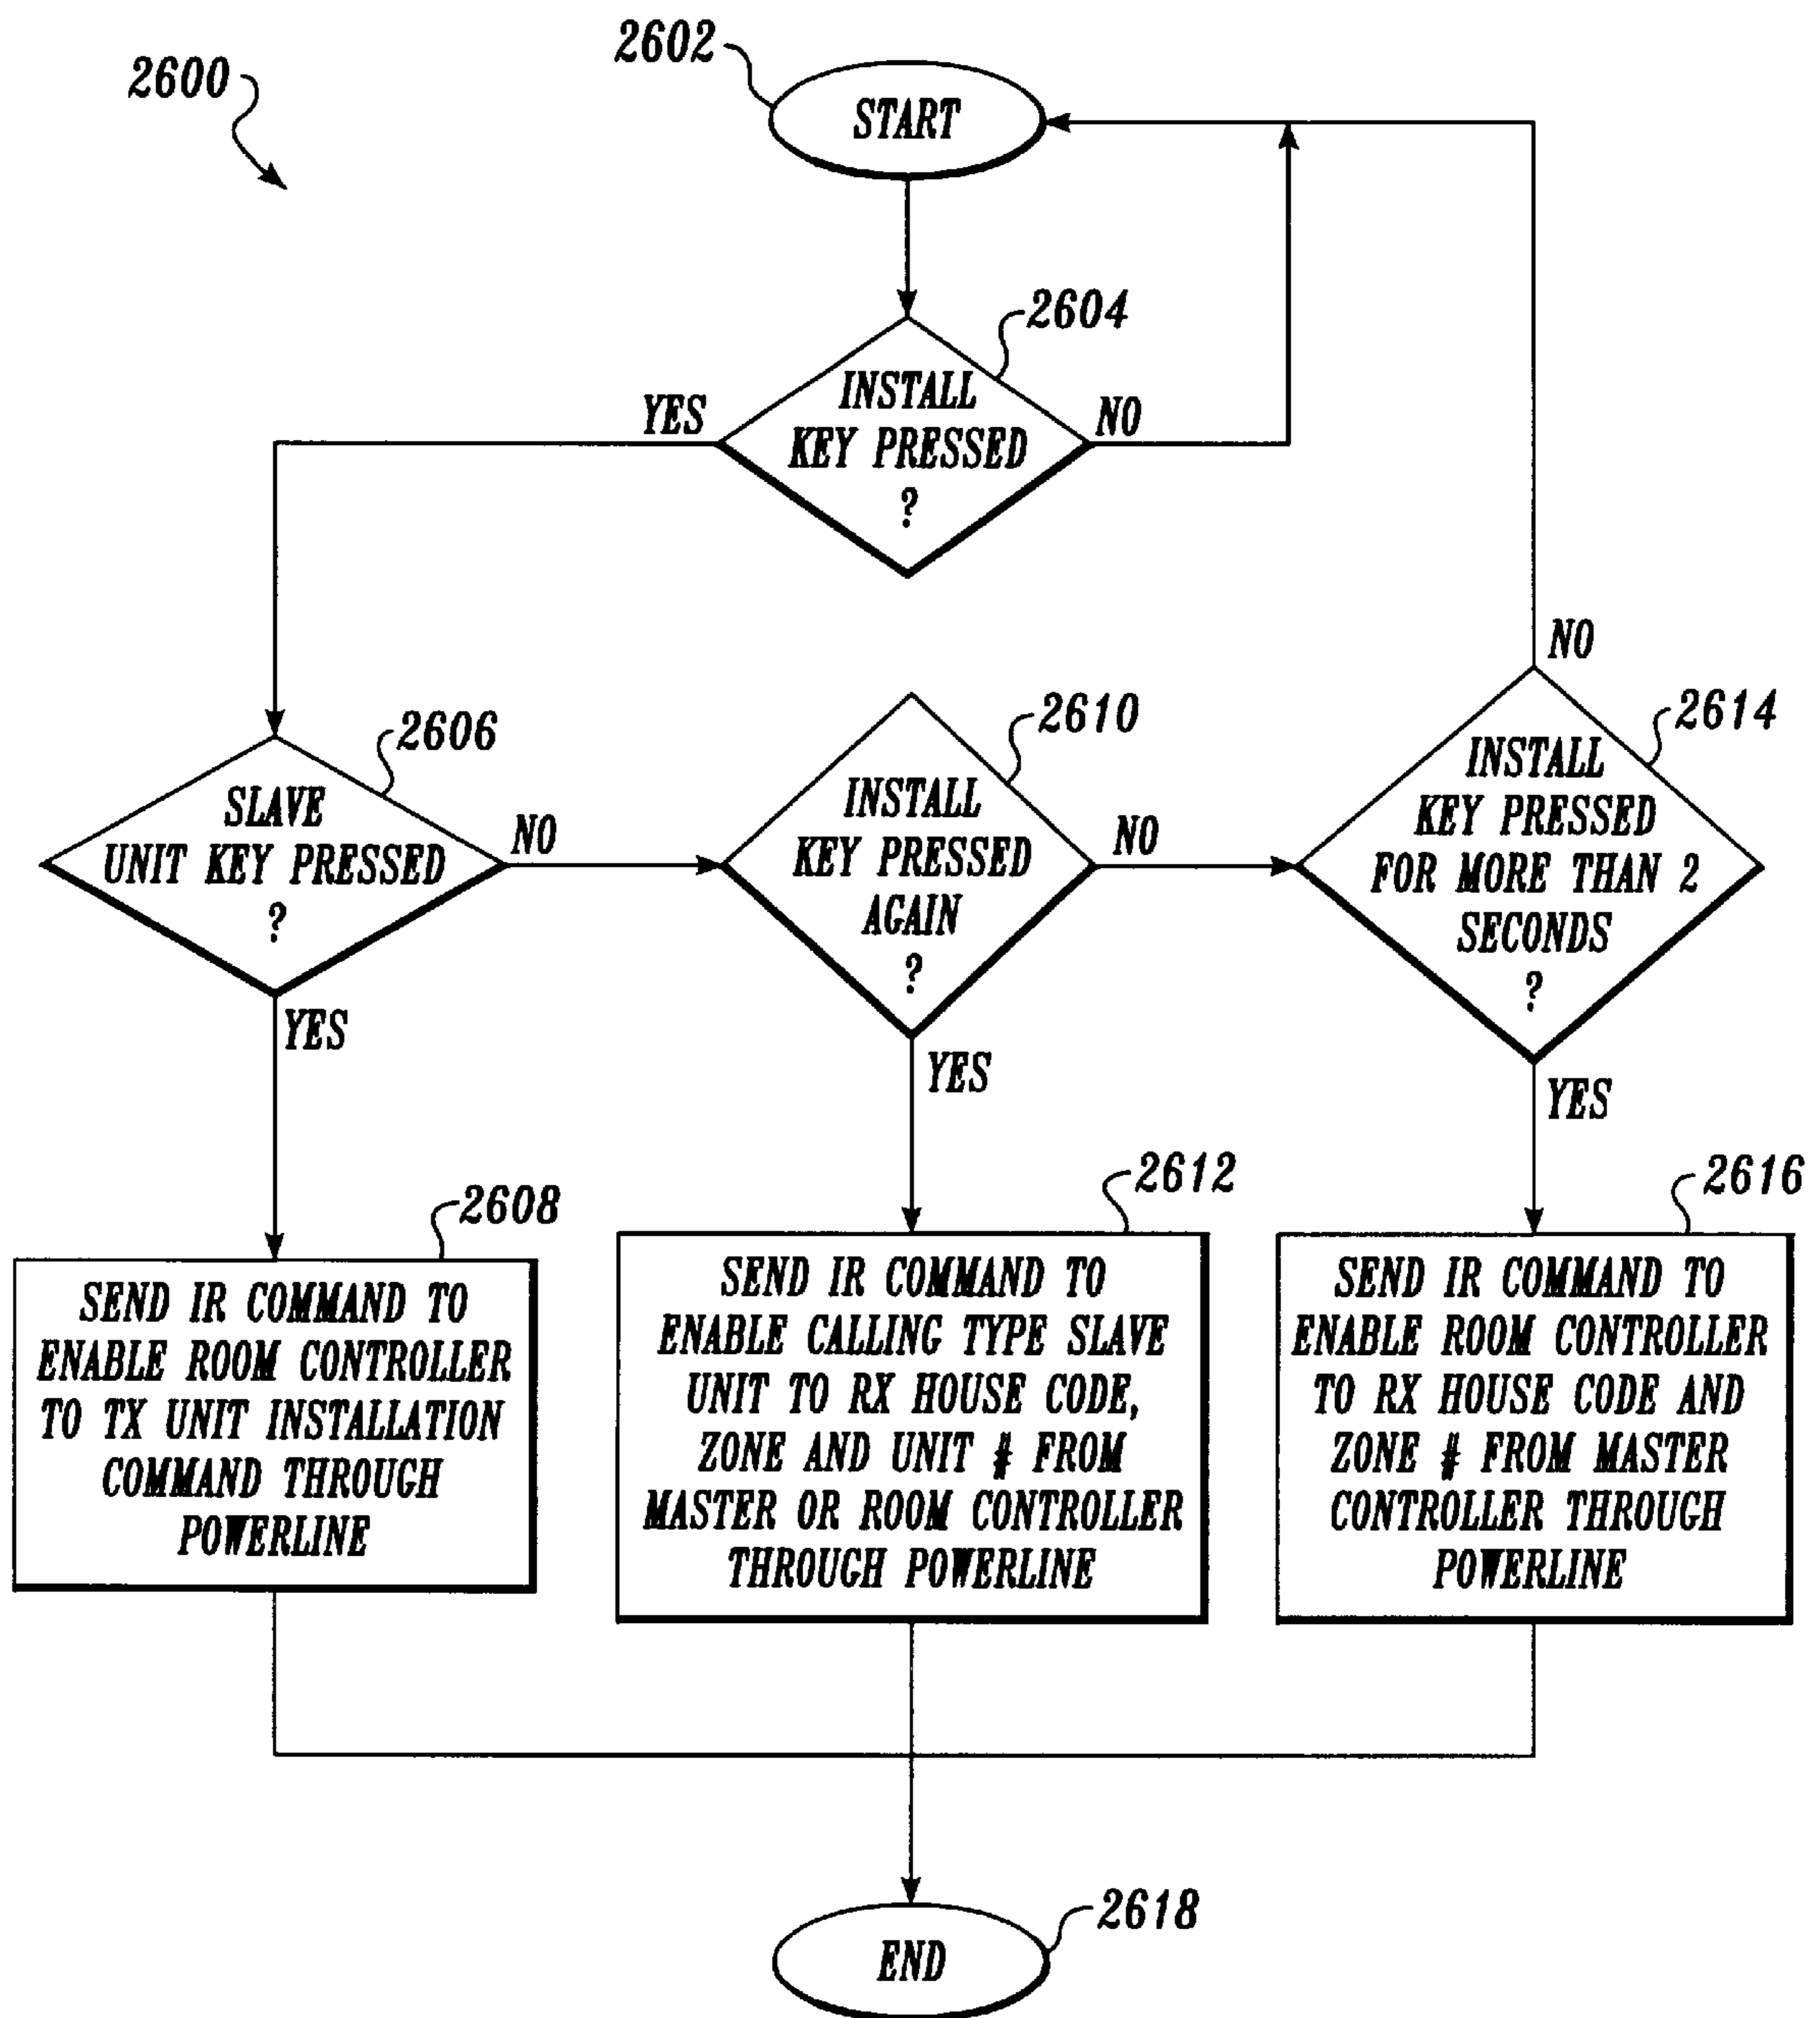 2602
2600
START
2604
INSTALL
KEY PRESSED
?
YES
NO
NO
2606
SLAVE
UNIT KEY PRESSED
?
NO
YES
2610
INSTALL
KEY PRESSED
AGAIN
?
NO
YES
2614
INSTALL
KEY PRESSED
FOR MORE THAN 2
SECONDS
?
YES
2608
SEND IR COMMAND TO
ENABLE ROOM CONTROLLER
TO TX UNIT INSTALLATION
COMMAND THROUGH
POWERLINE
2612
SEND IR COMMAND TO
ENABLE CALLING TYPE SLAVE
UNIT TO RX HOUSE CODE,
ZONE AND UNIT # FROM
MASTER OR ROOM CONTROLLER
THROUGH POWERLINE
2616
SEND IR COMMAND TO
ENABLE ROOM CONTROLLER
TO RX HOUSE CODE AND
ZONE # FROM MASTER
CONTROLLER THROUGH
POWERLINE
2618
END